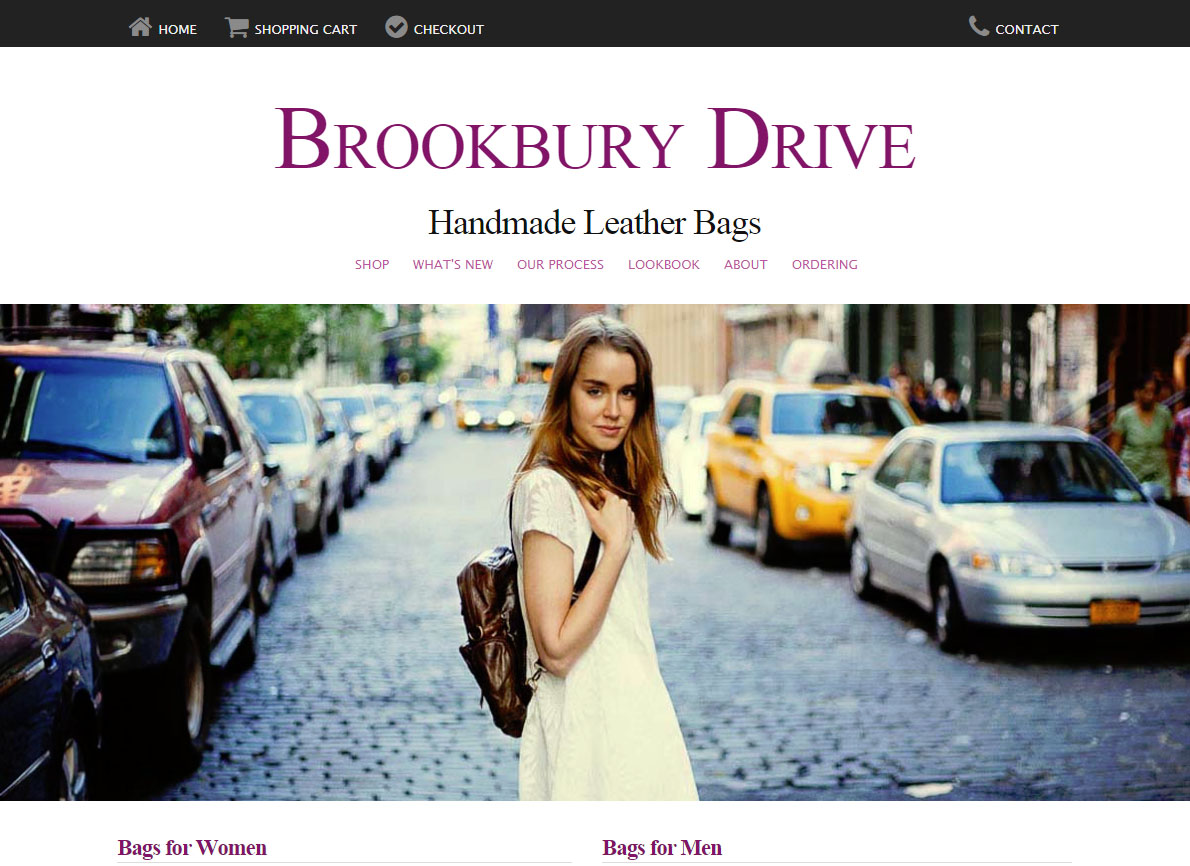 HOME SHOPPING CART CHECKOUT CONTACT
BROOKBURY DRIVE
Handmade Leather Bags
SHOP WHAT'S NEW OUR PROCESS LOOKBOOK ABOUT ORDERING
Bags for Women Bags for Men